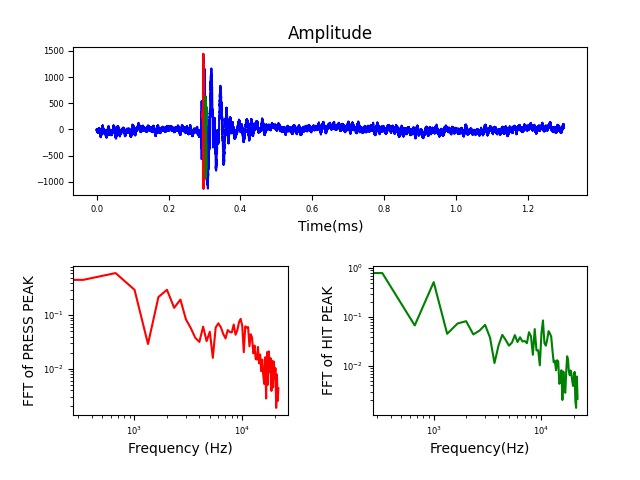 Amplitude
1500
1000
500
0
−500
−1000
0.0 0.2 0.4 0.6 0.8 1.0 1.2
Time(ms)
FFT of PRESS PEAK
10⁻¹
10⁻²
10³ 10⁴
Frequency (Hz)
FFT of HIT PEAK
10⁰
10⁻¹
10⁻²
10³ 10⁴
Frequency(Hz)